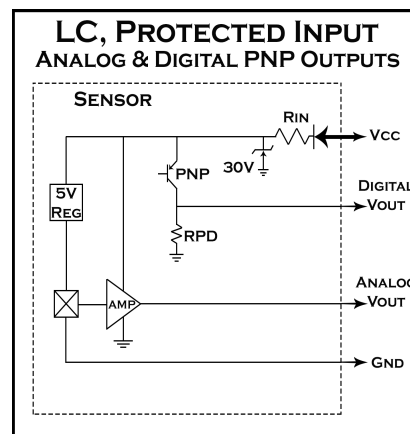 LC, PROTECTED INPUT
ANALOG & DIGITAL PNP OUTPUTS
SENSOR
RIN
VCC
PNP
30V
DIGITAL
VOUT
5V
REG
RPD
ANALOG
VOUT
AMP
GND